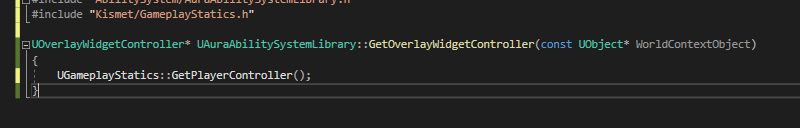 #include "AbilitySystem/AuraAbilitySystemLibrary.h"
#include "Kismet/GameplayStatics.h"
UOverlayWidgetController* UAuraAbilitySystemLibrary::GetOverlayWidgetController(const UObject* WorldContextObject)
{
UGameplayStatics::GetPlayerController();
}